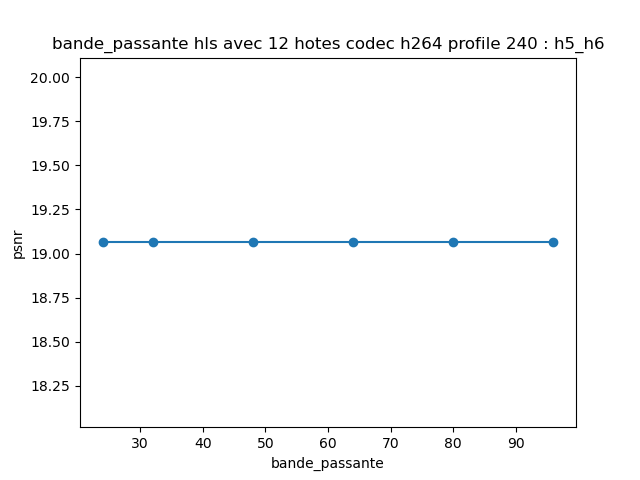 bande_passante hls avec 12 hotes codec h264 profile 240 : h5_h6
20.00
19.75
19.50
19.25
19.00
18.75
18.50
18.25
psnr
30 40 50 60 70 80 90
bande_passante